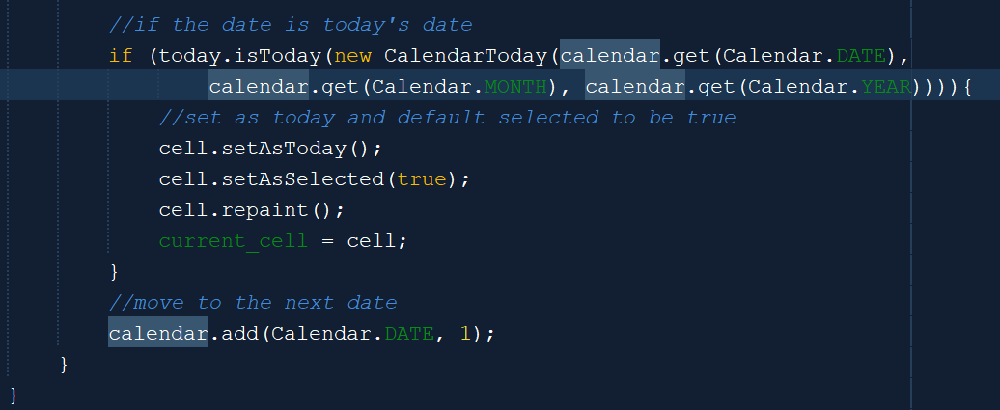 //if the date is today's date
if (today.isToday(new CalendarToday(calendar.get(Calendar.DATE),
calendar.get(Calendar.MONTH), calendar.get(Calendar.YEAR)))){
//set as today and default selected to be true
cell.setAsToday();
cell.setAsSelected(true);
cell.repaint();
current_cell = cell;
}
//move to the next date
calendar.add(Calendar.DATE, 1);
}
}